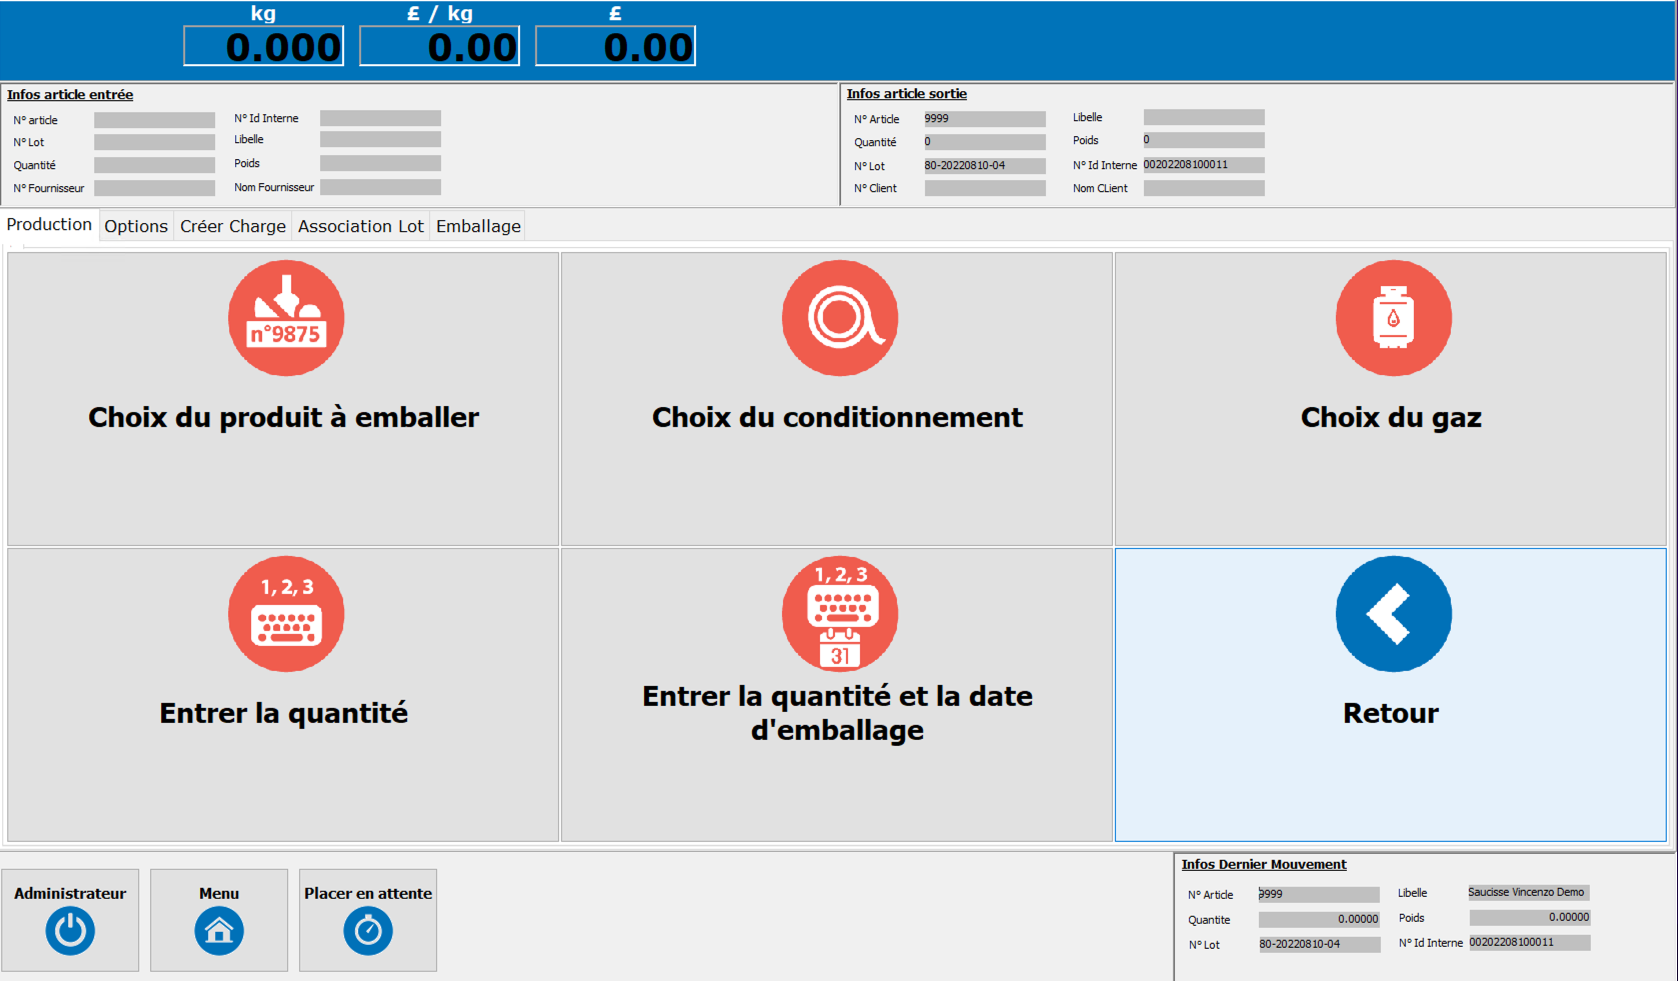 kg
£ / kg
£
0.000
0.00
0.00
Infos article entrée
N° article
N° Id Interne
N° Lot
Libelle
Quantité
Poids
N° Fournisseur
Nom Fournisseur
Infos article sortie
N° Article 9999
Libelle
Quantité 0
Poids 0
N° Lot 80-20220810-04
N° Id Interne 00202208100011
N° Client
Nom CLient
Production
Options
Créer Charge
Association Lot
Emballage
n°9875
Choix du produit à emballer
Choix du conditionnement
Choix du gaz
1, 2, 3
Entrer la quantité
1, 2, 3
31
Entrer la quantité et la date
d'emballage
Retour
Administrateur
Menu
Placer en attente
Infos Dernier Mouvement
N° Article 9999
Libelle Saucisse Vincenzo Demo
Quantite 0.00000
Poids 0.00000
N° Lot 80-20220810-04
N° Id Interne 00202208100011